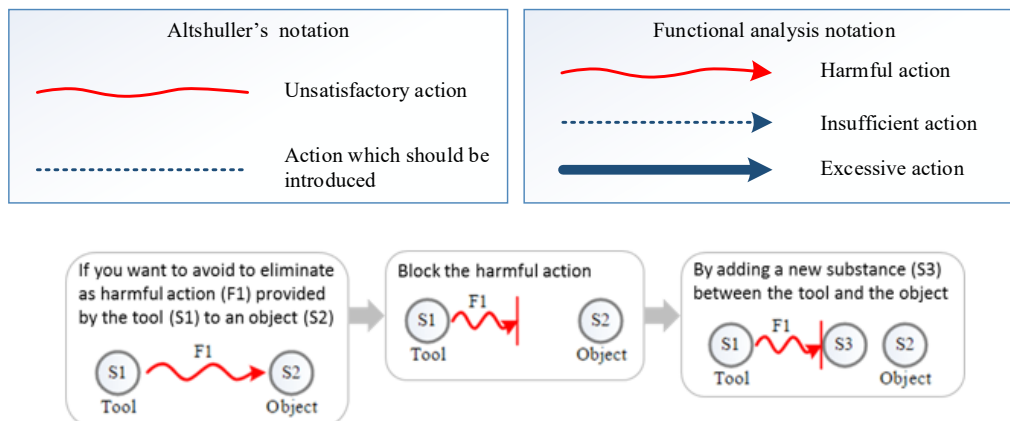 Altshuller's notation
Unsatisfactory action
Action which should be
introduced
Functional analysis notation
Harmful action
Insufficient action
Excessive action
If you want to avoid to eliminate
as harmful action (F1) provided
by the tool (S1) to an object (S2)
F1
S1
S2
Tool
Object
Block the harmful action
F1
S1
S2
Tool
Object
By adding a new substance (S3)
between the tool and the object
F1
S1
S3
S2
Tool
Object